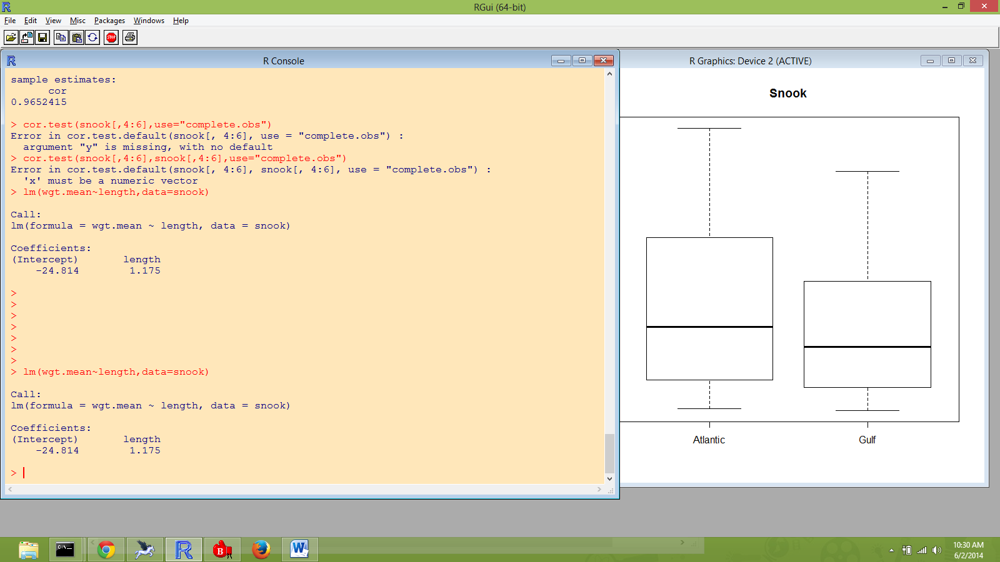 RGui (64-bit)
File Edit View Misc Packages Windows Help
STOP
R Console
sample estimates:
cor
0.9652415
> cor.test(snook[,4:6],use="complete.obs")
Error in cor.test.default(snook[, 4:6], use = "complete.obs") :
argument "y" is missing, with no default
> cor.test(snook[,4:6],snook[,4:6],use="complete.obs")
Error in cor.test.default(snook[, 4:6], snook[, 4:6], use = "complete.obs") :
'x' must be a numeric vector
> lm(wgt.mean~length,data=snook)
Call:
lm(formula = wgt.mean ~ length, data = snook)
Coefficients:
(Intercept) length
-24.814 1.175
>
>
>
>
>
>
>
> lm(wgt.mean~length,data=snook)
Call:
lm(formula = wgt.mean ~ length, data = snook)
Coefficients:
(Intercept) length
-24.814 1.175
>
R Graphics: Device 2 (ACTIVE)
Snook
Atlantic Gulf
10:30 AM
6/2/2014